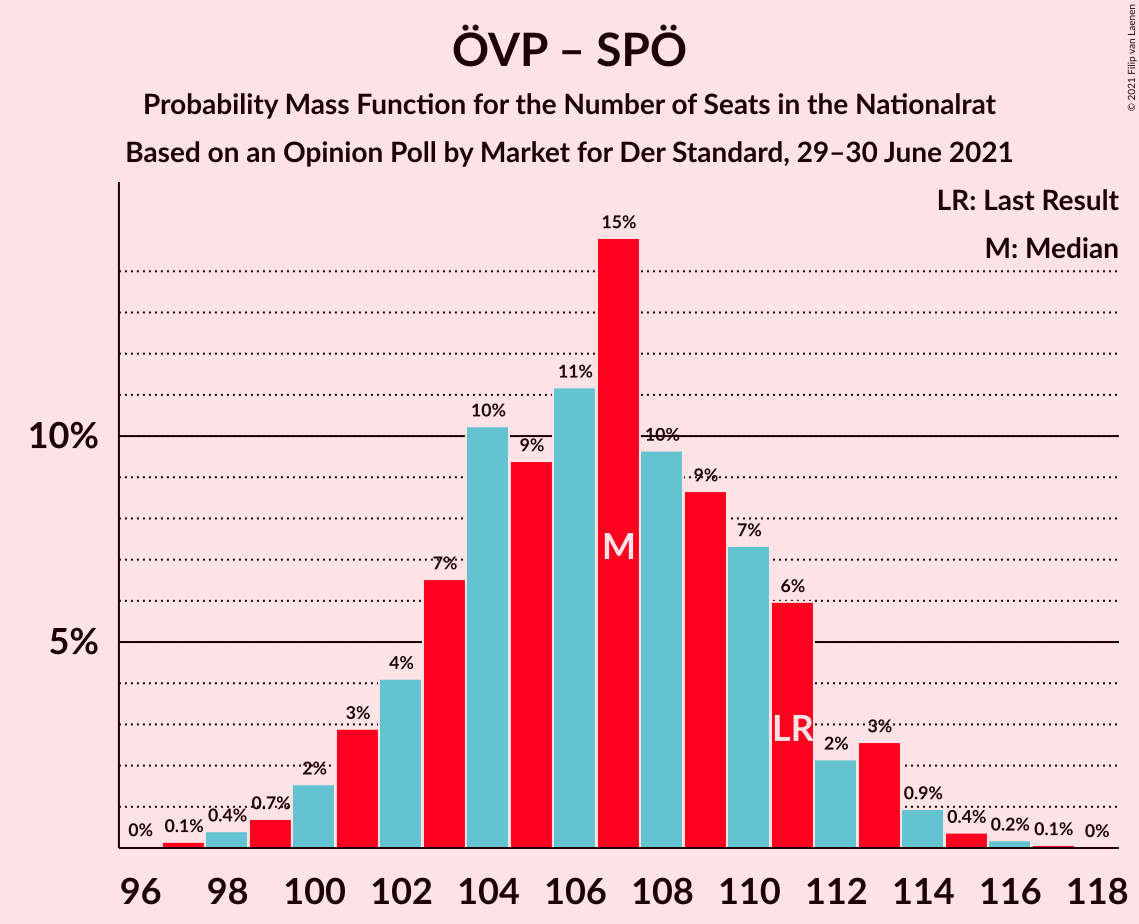 ÖVP – SPÖ
Probability Mass Function for the Number of Seats in the Nationalrat
Based on an Opinion Poll by Market for Der Standard, 29–30 June 2021
© 2021 Filip van Laenen
LR: Last Result
M: Median
10%
5%
0%
0.1%
0.4%
0.7%
2%
3%
4%
7%
10%
9%
11%
15%
10%
9%
7%
6%
2%
3%
0.9%
0.4%
0.2%
0.1%
0%
M
LR
96 98 100 102 104 106 108 110 112 114 116 118